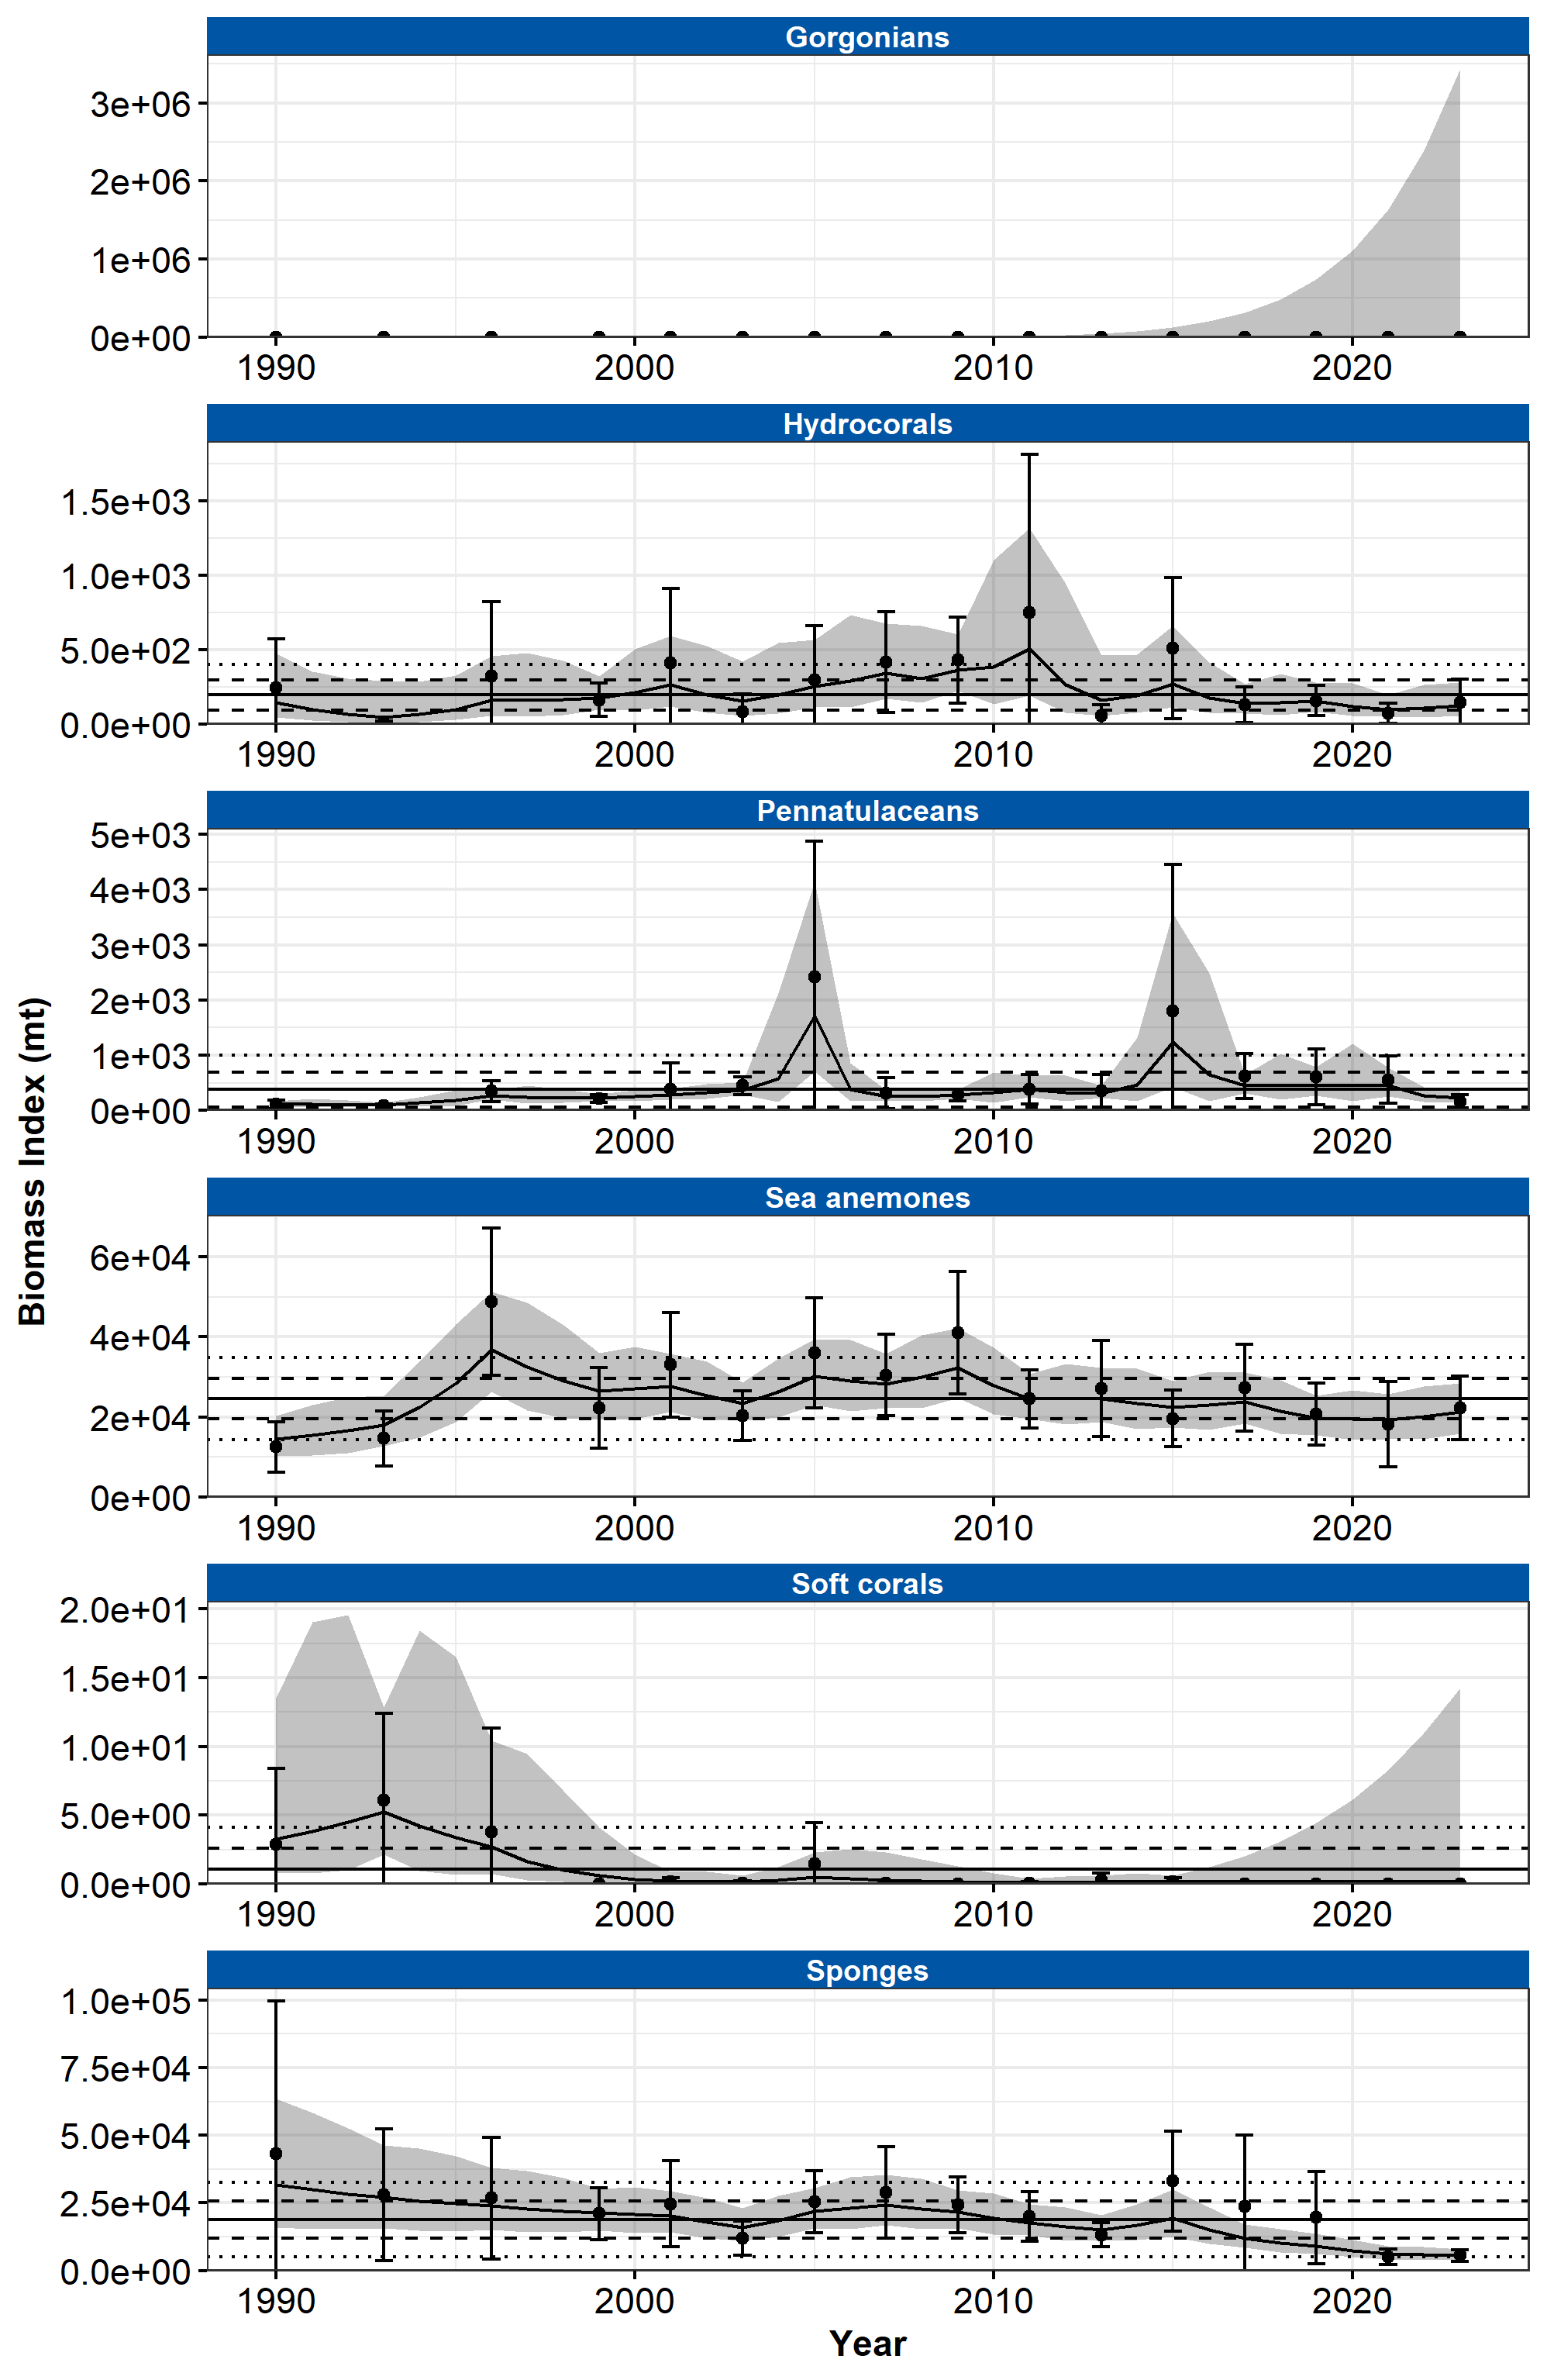 Gorgonians
3e+06
2e+06
1e+06
0e+00
1990 2000 2010 2020
Hydrocorals
1.5e+03
1.0e+03
5.0e+02
0.0e+00
1990 2000 2010 2020
Pennatulaceans
5e+03
4e+03
3e+03
2e+03
1e+03
0e+00
1990 2000 2010 2020
Biomass Index (mt)
Sea anemones
6e+04
4e+04
2e+04
0e+00
1990 2000 2010 2020
Soft corals
2.0e+01
1.5e+01
1.0e+01
5.0e+00
0.0e+00
1990 2000 2010 2020
Sponges
1.0e+05
7.5e+04
5.0e+04
2.5e+04
0.0e+00
1990 2000 2010 2020
Year